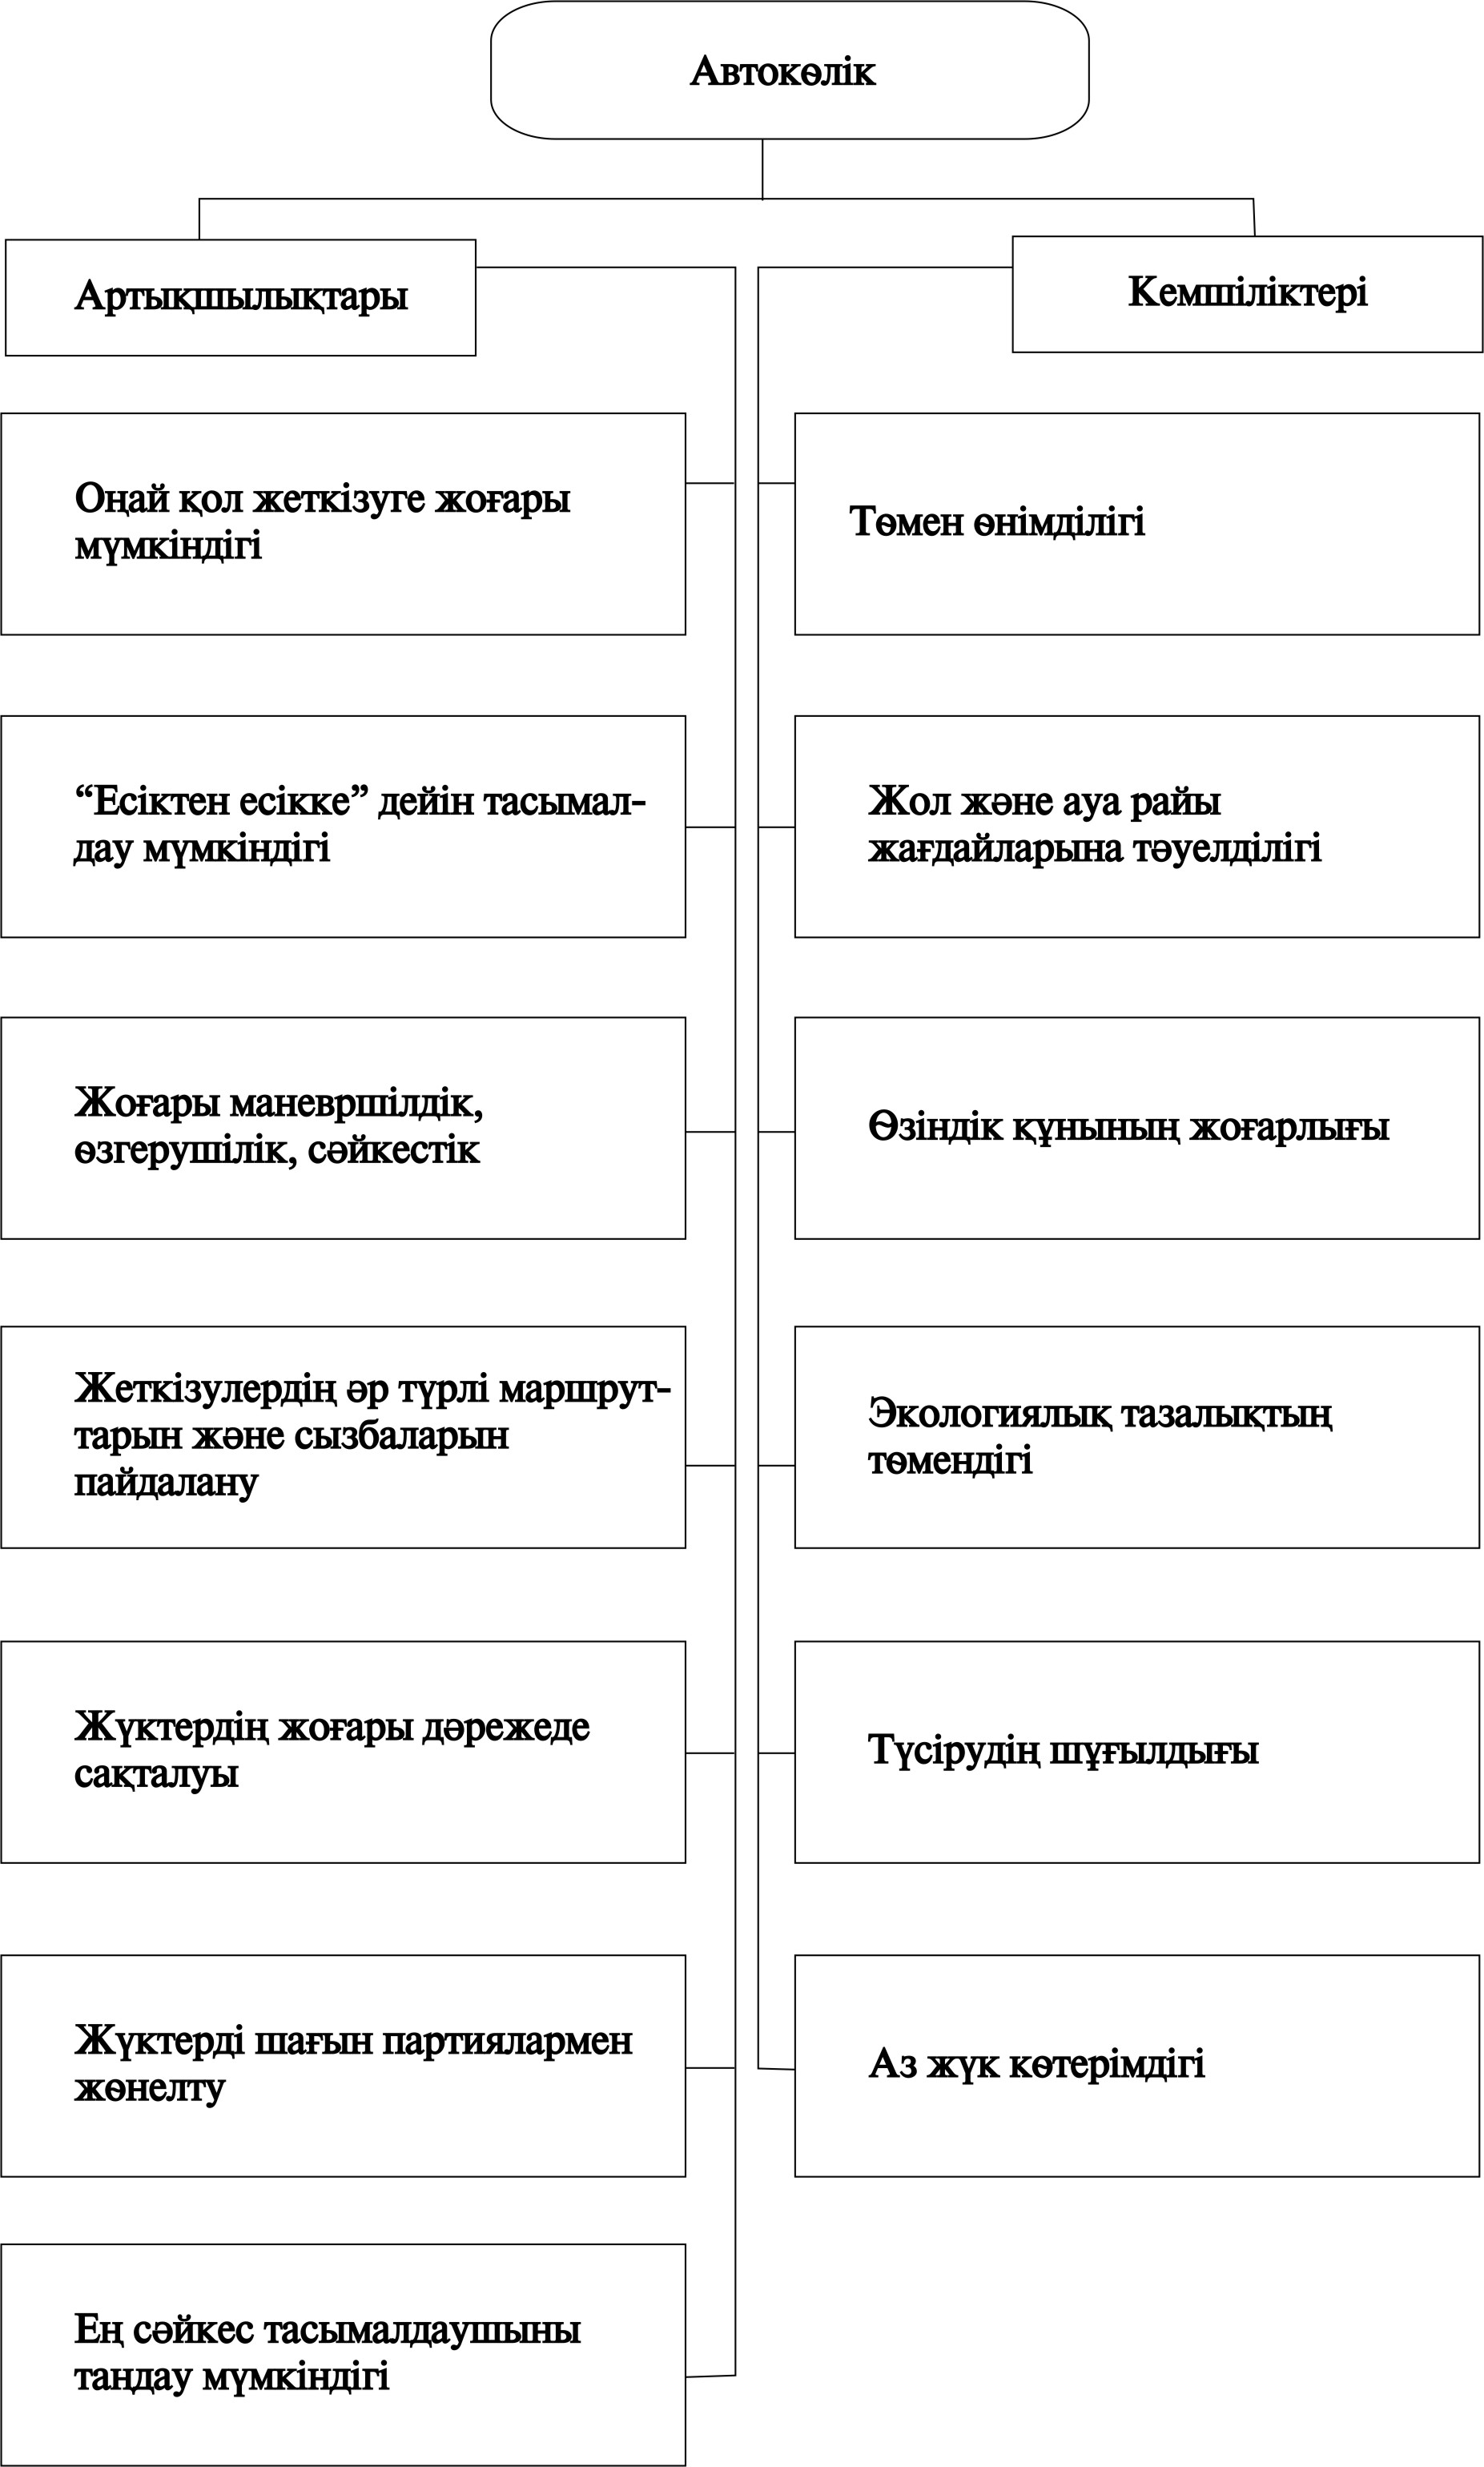 Автокөлік
Артықшылықтары
Кемшіліктері
Оңай қол жеткізуге жоғары
мүмкіндігі
Төмен өнімділігі
“Есіктен есікке” дейін тасымал-
дау мүмкіндігі
Жол және ауа райы
жағдайларына тәуелділігі
Жоғары маневршілдік,
өзгерушілік, сәйкестік
Өзіндік құнының жоғарлығы
Жеткізулердің әр түрлі маршрут-
тарын және сызбаларын
пайдалану
Экологиялық тазалықтың
төмендігі
Жүктердің жоғары дәрежеде
сақталуы
Түсірудің шұғылдығы
Жүктерді шағын партиялармен
жөнелту
Аз жүк көтерімдігі
Ең сәйкес тасымалдаушыны
таңдау мүмкіндігі